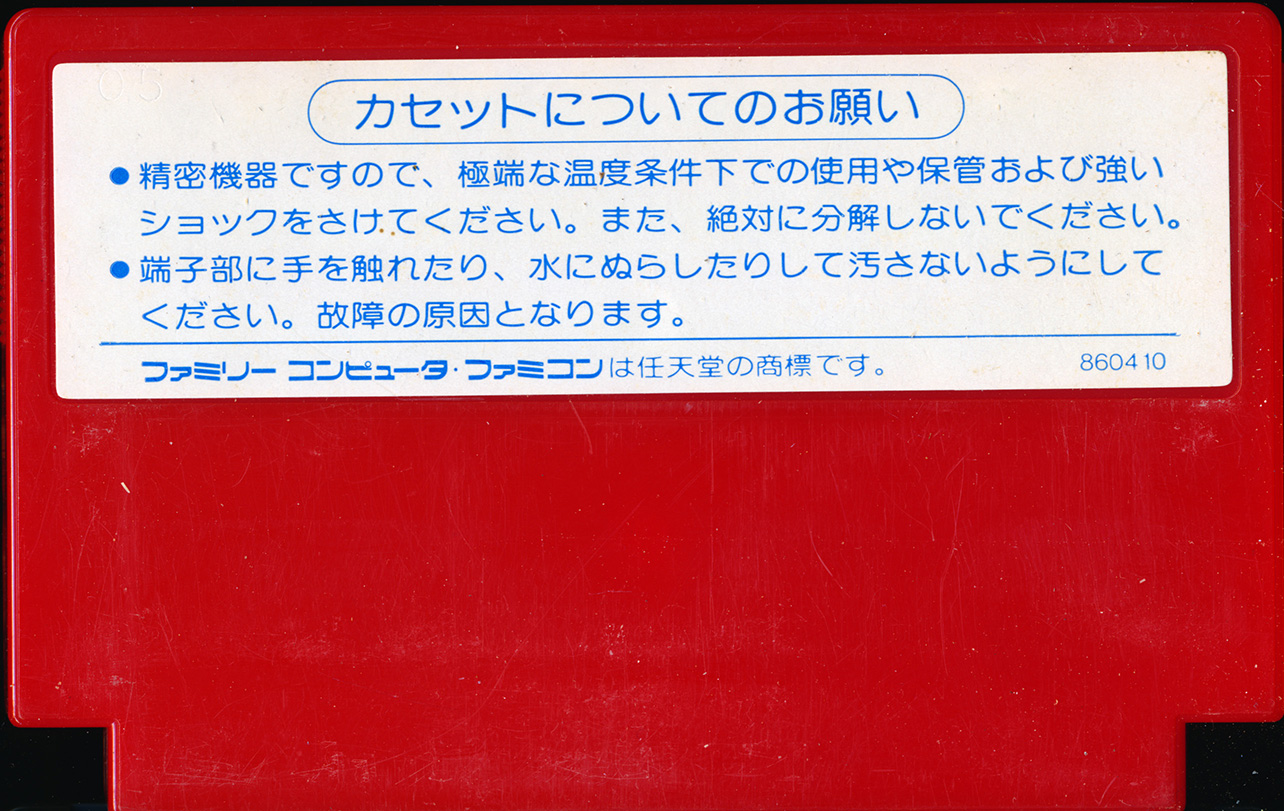 05
カセットについてのお願い
●精密機器ですので、極端な温度条件下での使用や保管および強い
ショックをさけてください。また、絶対に分解しないでください。
●端子部に手を触れたり、水にぬらしたりして汚さないようにして
ください。故障の原因となります。
ファミリー コンピュータ・ファミコンは任天堂の商標です。 860410